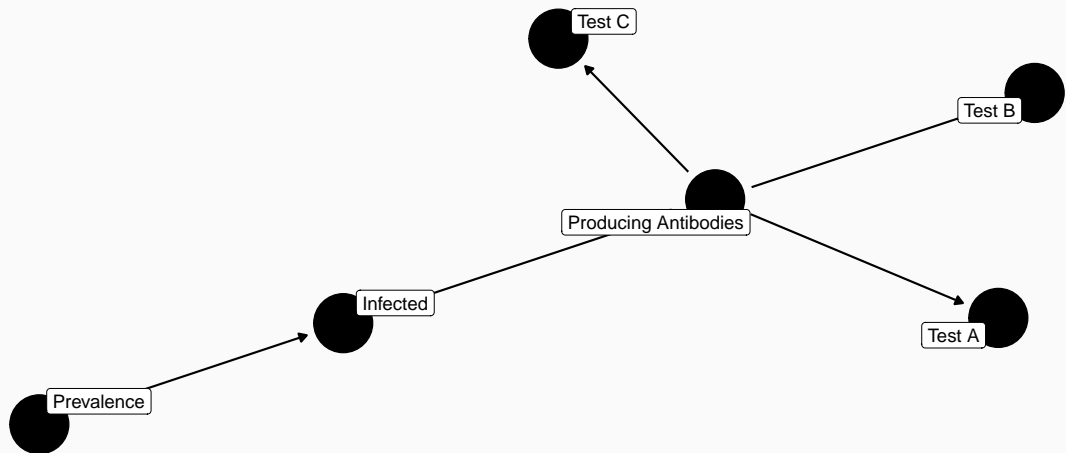 Test C
Test B
Producing Antibodies
Infected
Test A
Prevalence